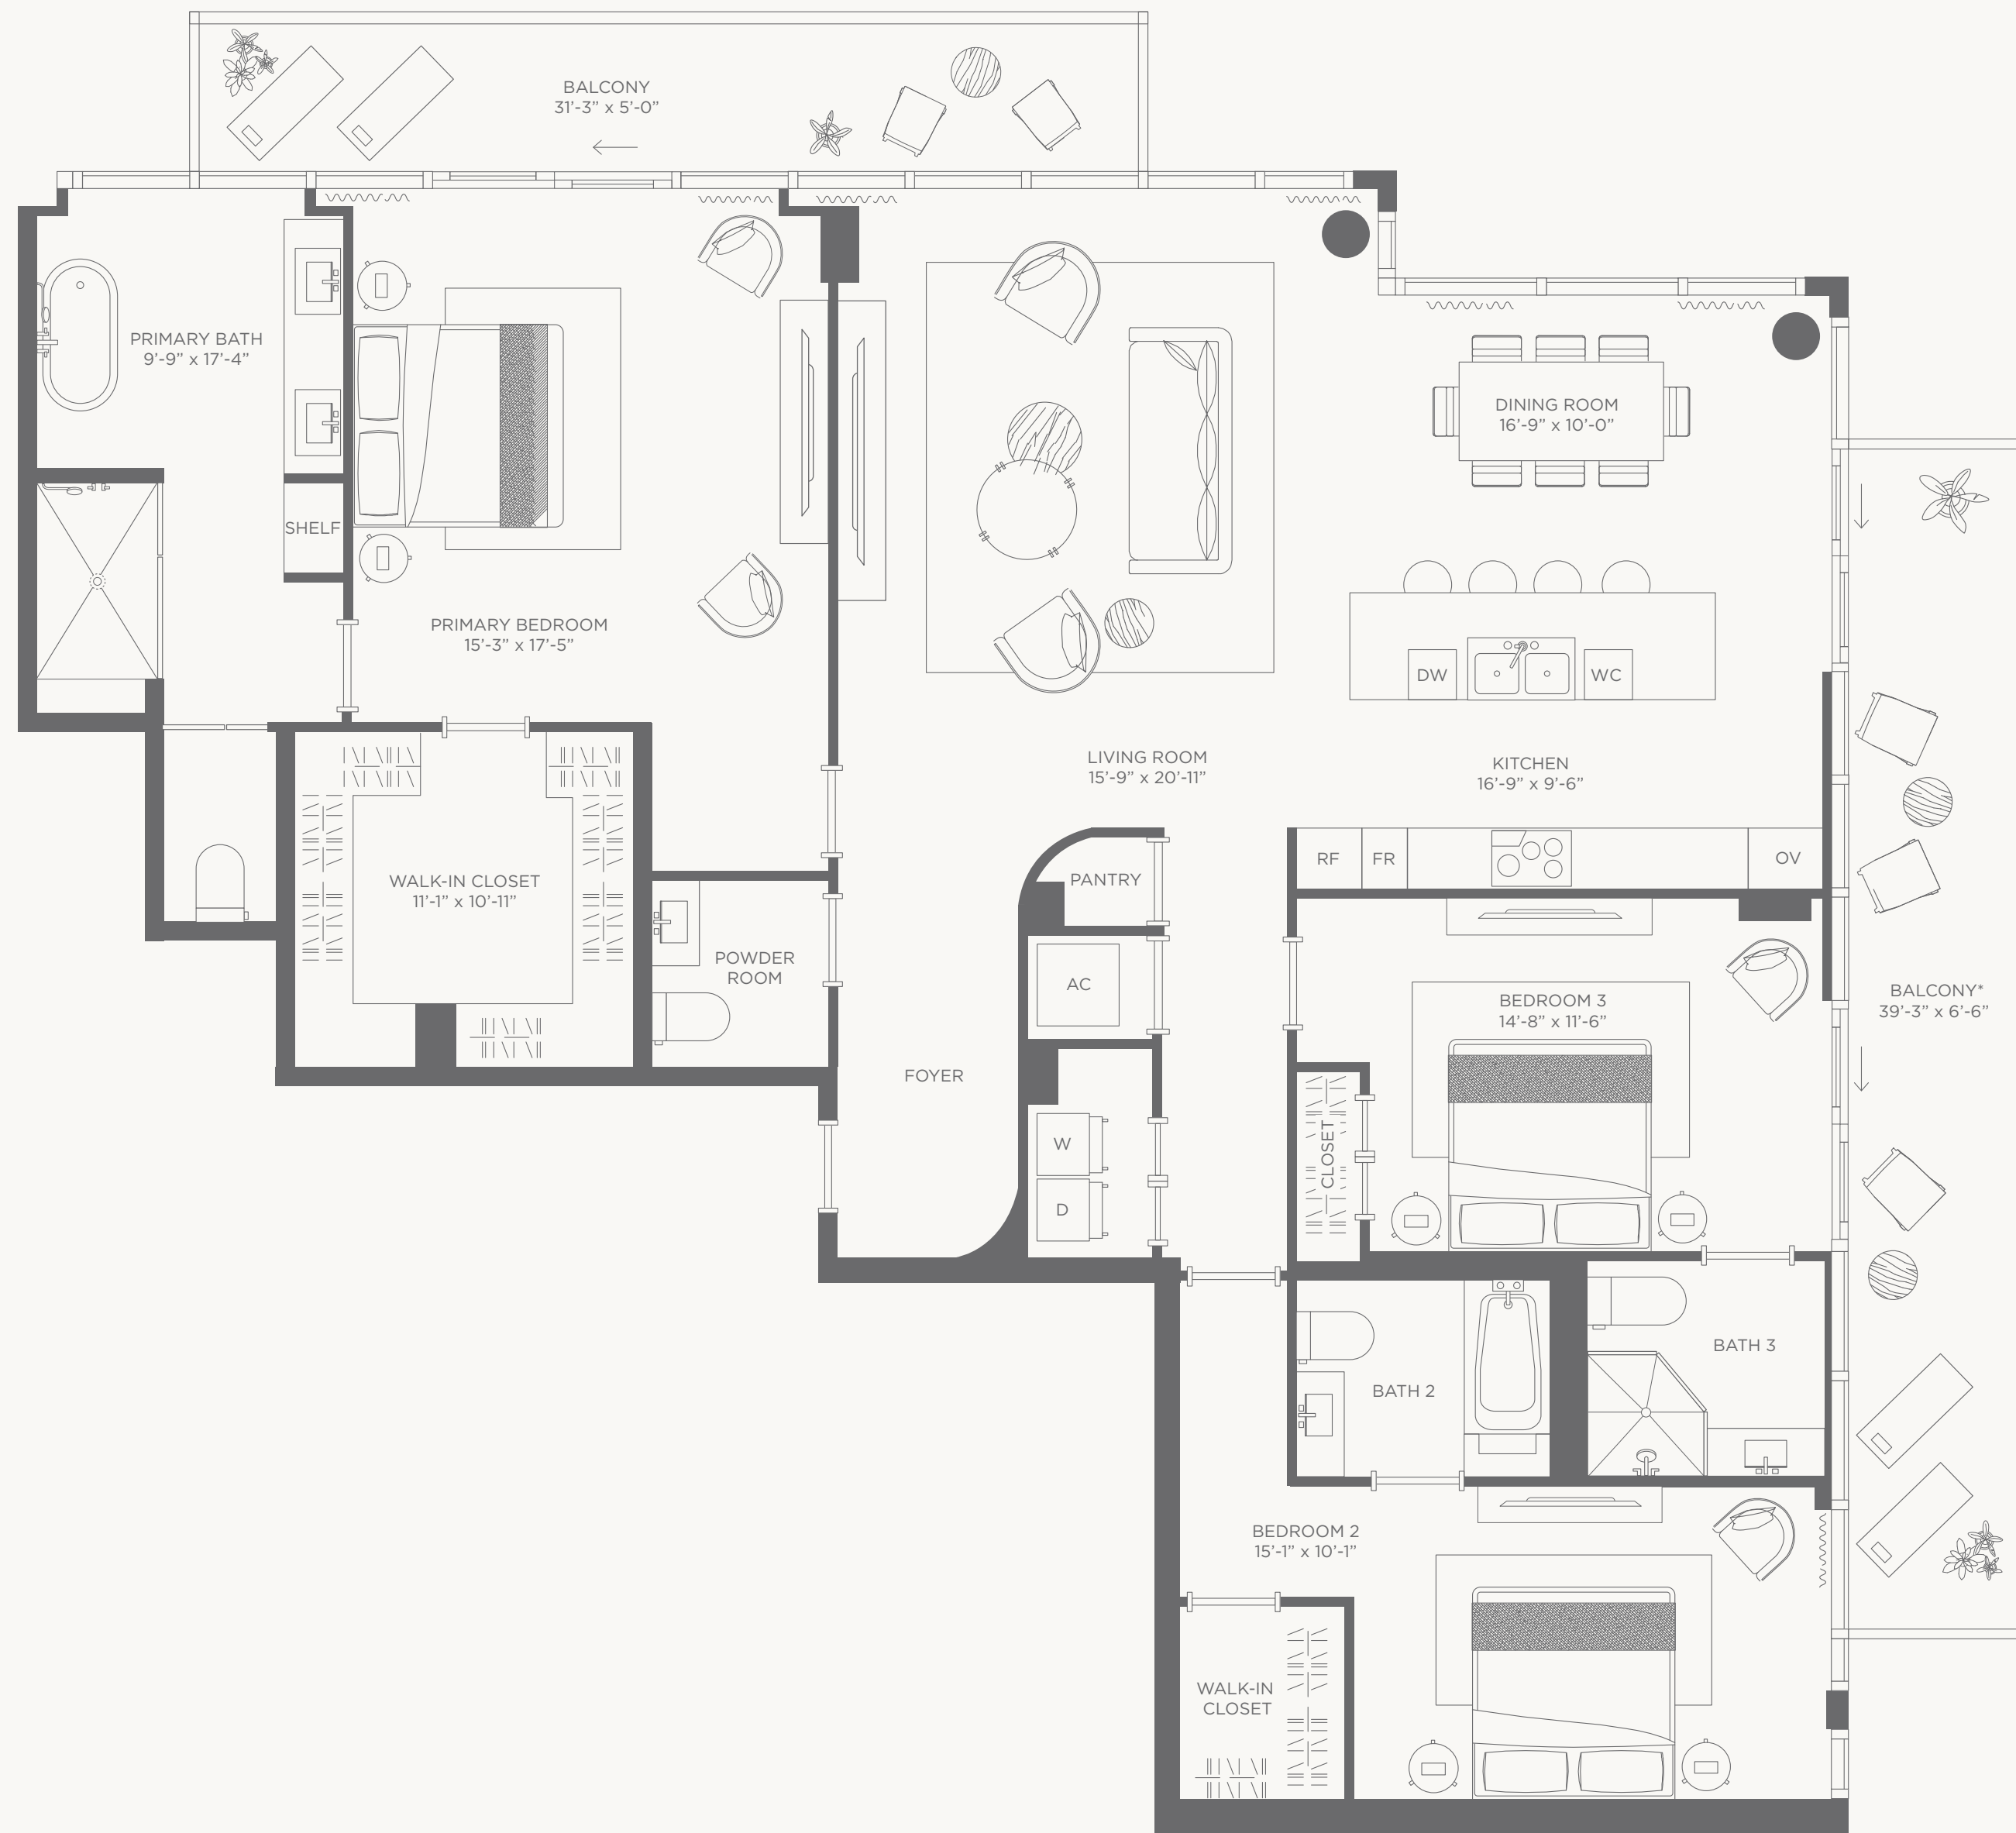 BALCONY
31’-3” x 5’-0”
PRIMARY BATH
9’-9” x 17’-4”
DINING ROOM
16’-9” x 10’-0”
SHELF
PRIMARY BEDROOM
15’-3” x 17’-5”
DW
WC
LIVING ROOM
15’-9” x 20’-11”
KITCHEN
16’-9” x 9’-6”
RF
FR
OV
PANTRY
WALK-IN CLOSET
11’-1” x 10’-11”
POWDER
ROOM
AC
BEDROOM 3
14’-8” x 11’-6”
BALCONY*
39’-3” x 6’-6”
FOYER
W
D
CLOSET
BATH 3
BATH 2
BEDROOM 2
15’-1” x 10’-1”
WALK-IN
CLOSET